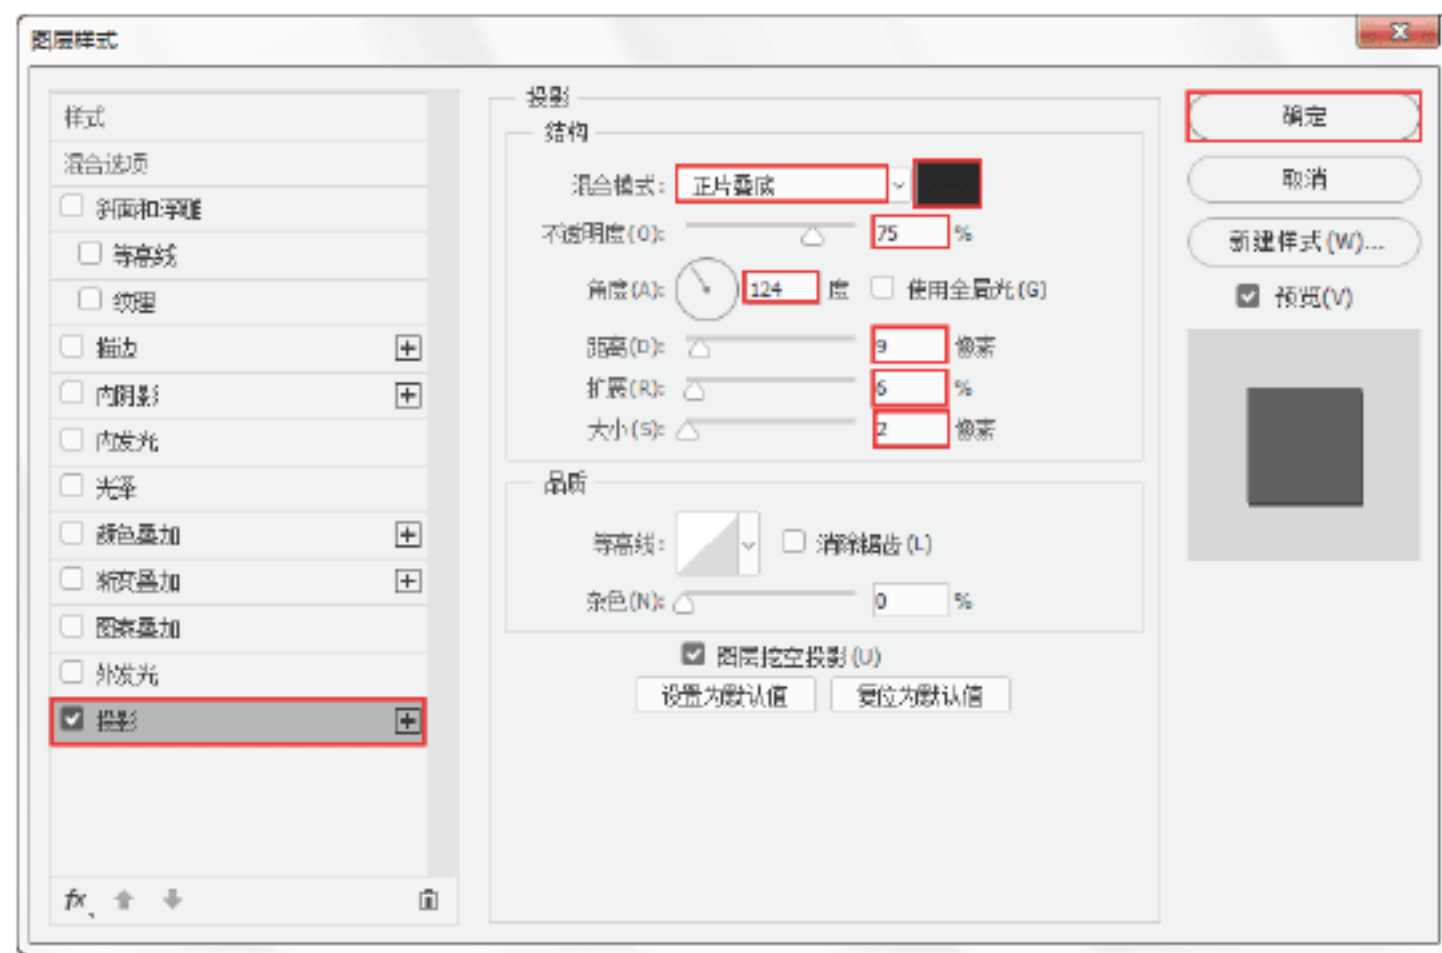 图层样式
样式
混合选项
斜面和浮雕
等高线
纹理
描边
内阴影
内发光
光泽
颜色叠加
渐变叠加
图案叠加
外发光
投影
fx
投影
结构
混合模式: 正片叠底
不透明度(O): 75 %
角度(A): 124 度 使用全局光(G)
距离(D): 9 像素
扩展(R): 6 %
大小(S): 2 像素
品质
等高线: 消除锯齿(L)
杂色(N): 0 %
图层挖空投影(U)
设置为默认值 复位为默认值
确定
取消
新建样式(W)...
预览(V)